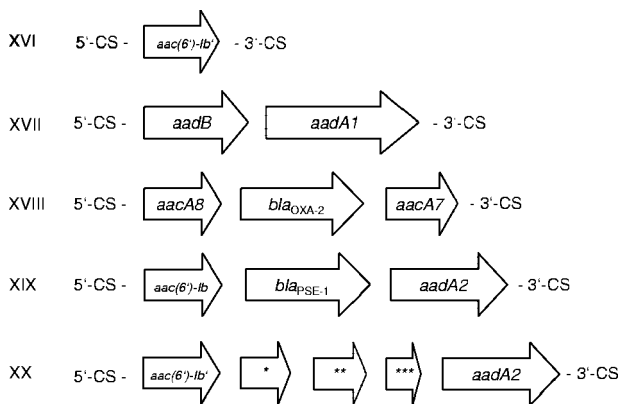 XVI 5'-CS - aac(6')-Ib' - 3'-CS
XVII 5'-CS - aadB aadA1 - 3'-CS
XVIII 5'-CS - aacA8 blaOXA-2 aacA7 - 3'-CS
XIX 5'-CS - aac(6')-Ib blaPSE-1 aadA2 - 3'-CS
XX 5'-CS - aac(6')-Ib' * ** *** aadA2 - 3'-CS